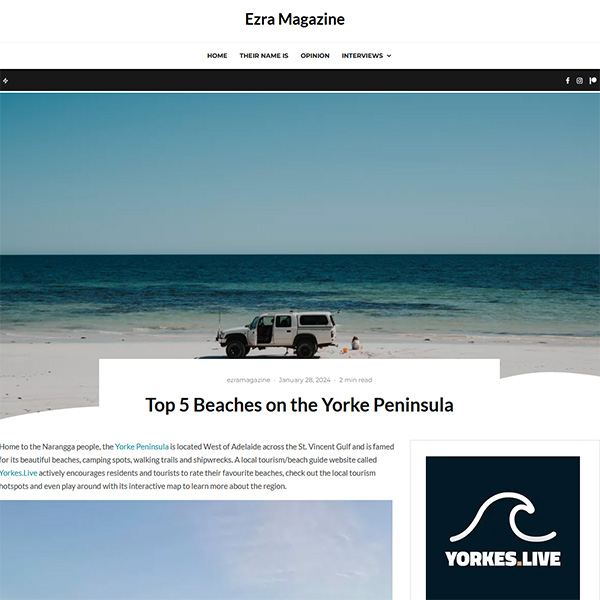 Ezra Magazine
HOME THEIR NAME IS OPINION INTERVIEWS
ezramagazine · January 28, 2024 · 2 min read
Top 5 Beaches on the Yorke Peninsula
Home to the Narangga people, the Yorke Peninsula is located West of Adelaide across the St. Vincent Gulf and is famed
for its beautiful beaches, camping spots, walking trails and shipwrecks. A local tourism/beach guide website called
Yorkes.Live actively encourages residents and tourists to rate their favourite beaches, check out the local tourism
hotspots and even play around with its interactive map to learn more about the region.
YORKES.LIVE